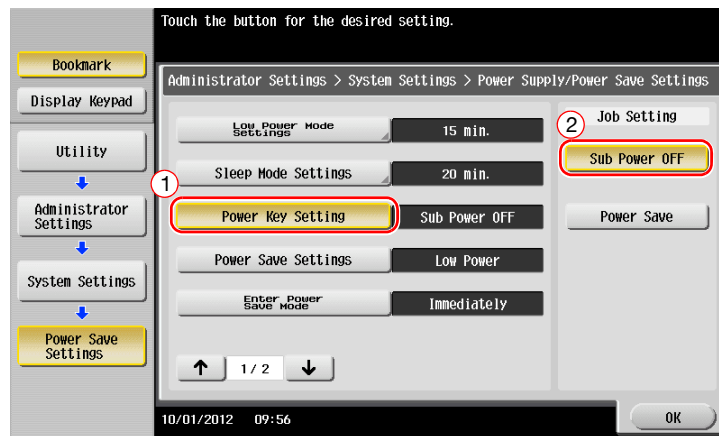 Touch the button for the desired setting.
Bookmark
Display Keypad
Utility
Administrator
Settings
System Settings
Power Save
Settings
Administrator Settings > System Settings > Power Supply/Power Save Settings
Low Power Mode
Settings
15 min.
Sleep Mode Settings
20 min.
1
Power Key Setting
Sub Power OFF
Power Save Settings
Low Power
Enter Power
Save Mode
Immediately
↑ 1/ 2 ↓
Job Setting
2
Sub Power OFF
Power Save
10/01/2012 09:56
OK